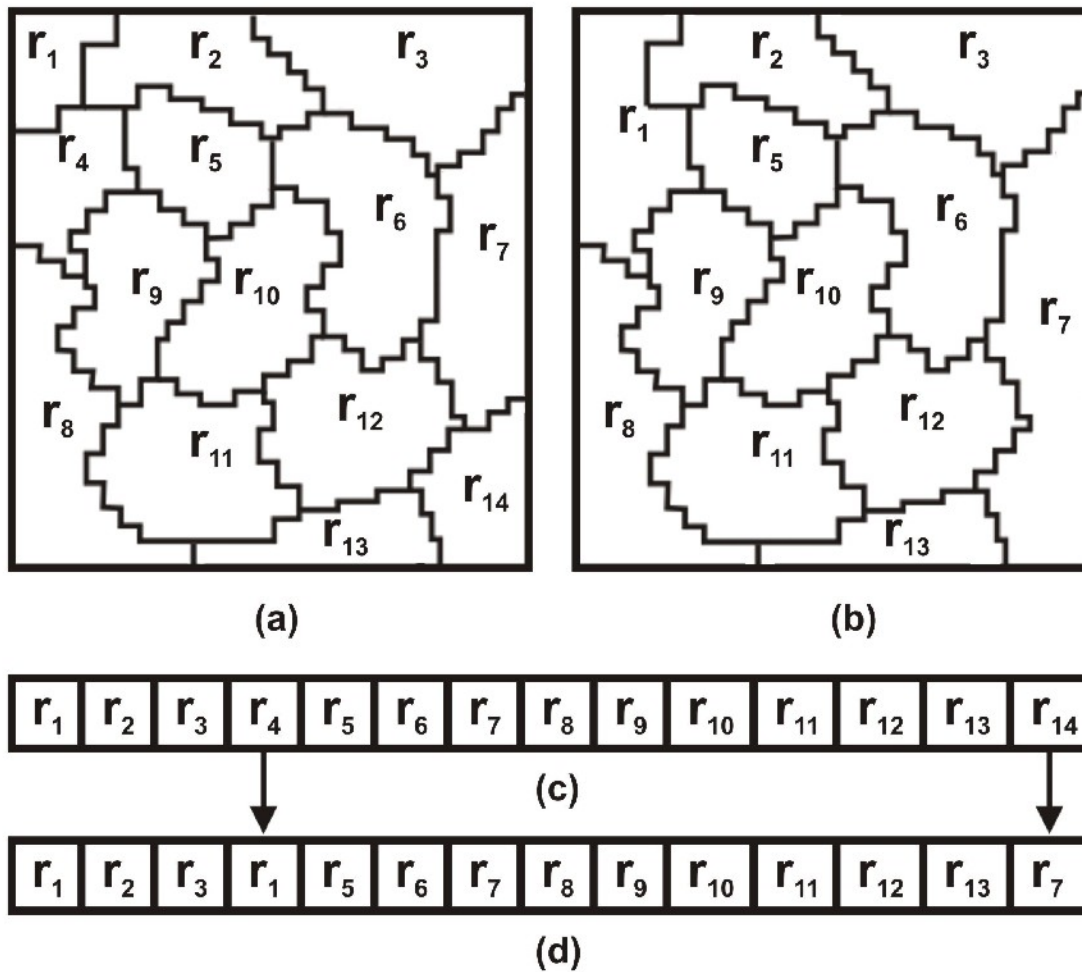 r1 r2 r3
r4 r5
r6 r7
r9 r10
r8 r12
r11 r14
r13
(a)
r2 r3
r1 r5
r6
r9 r10 r7
r8 r12
r11
r13
(b)
r1 r2 r3 r4 r5 r6 r7 r8 r9 r10 r11 r12 r13 r14
(c)
r1 r2 r3 r1 r5 r6 r7 r8 r9 r10 r11 r12 r13 r7
(d)